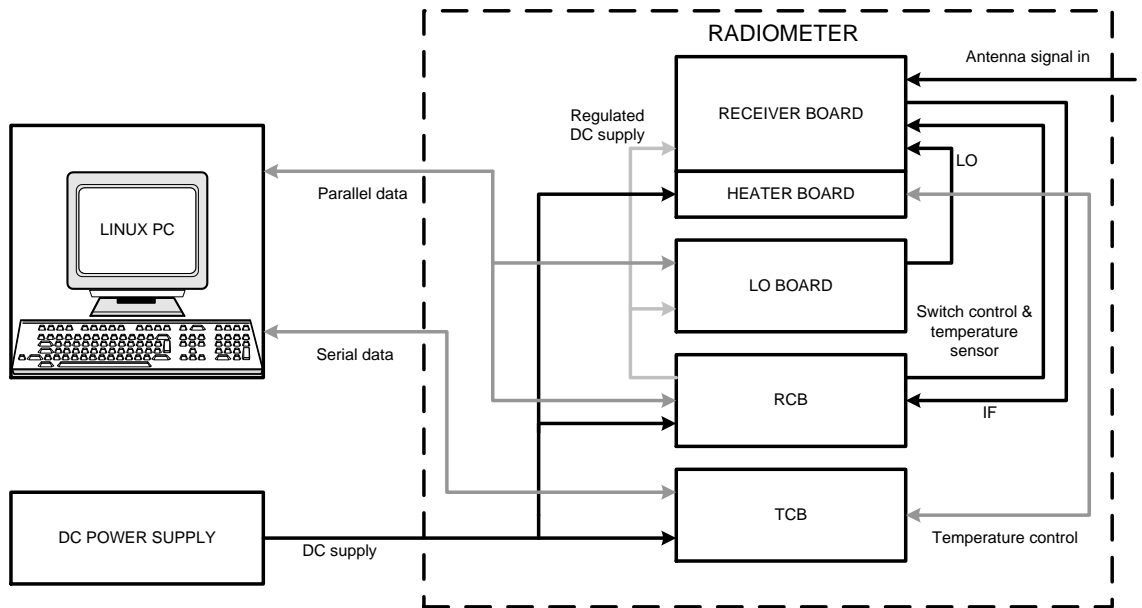 RADIOMETER
Antenna signal in
RECEIVER BOARD
Regulated
DC supply
LO
HEATER BOARD
Parallel data
LINUX PC
LO BOARD
Switch control &
temperature
sensor
Serial data
RCB
IF
TCB
DC POWER SUPPLY
DC supply
Temperature control